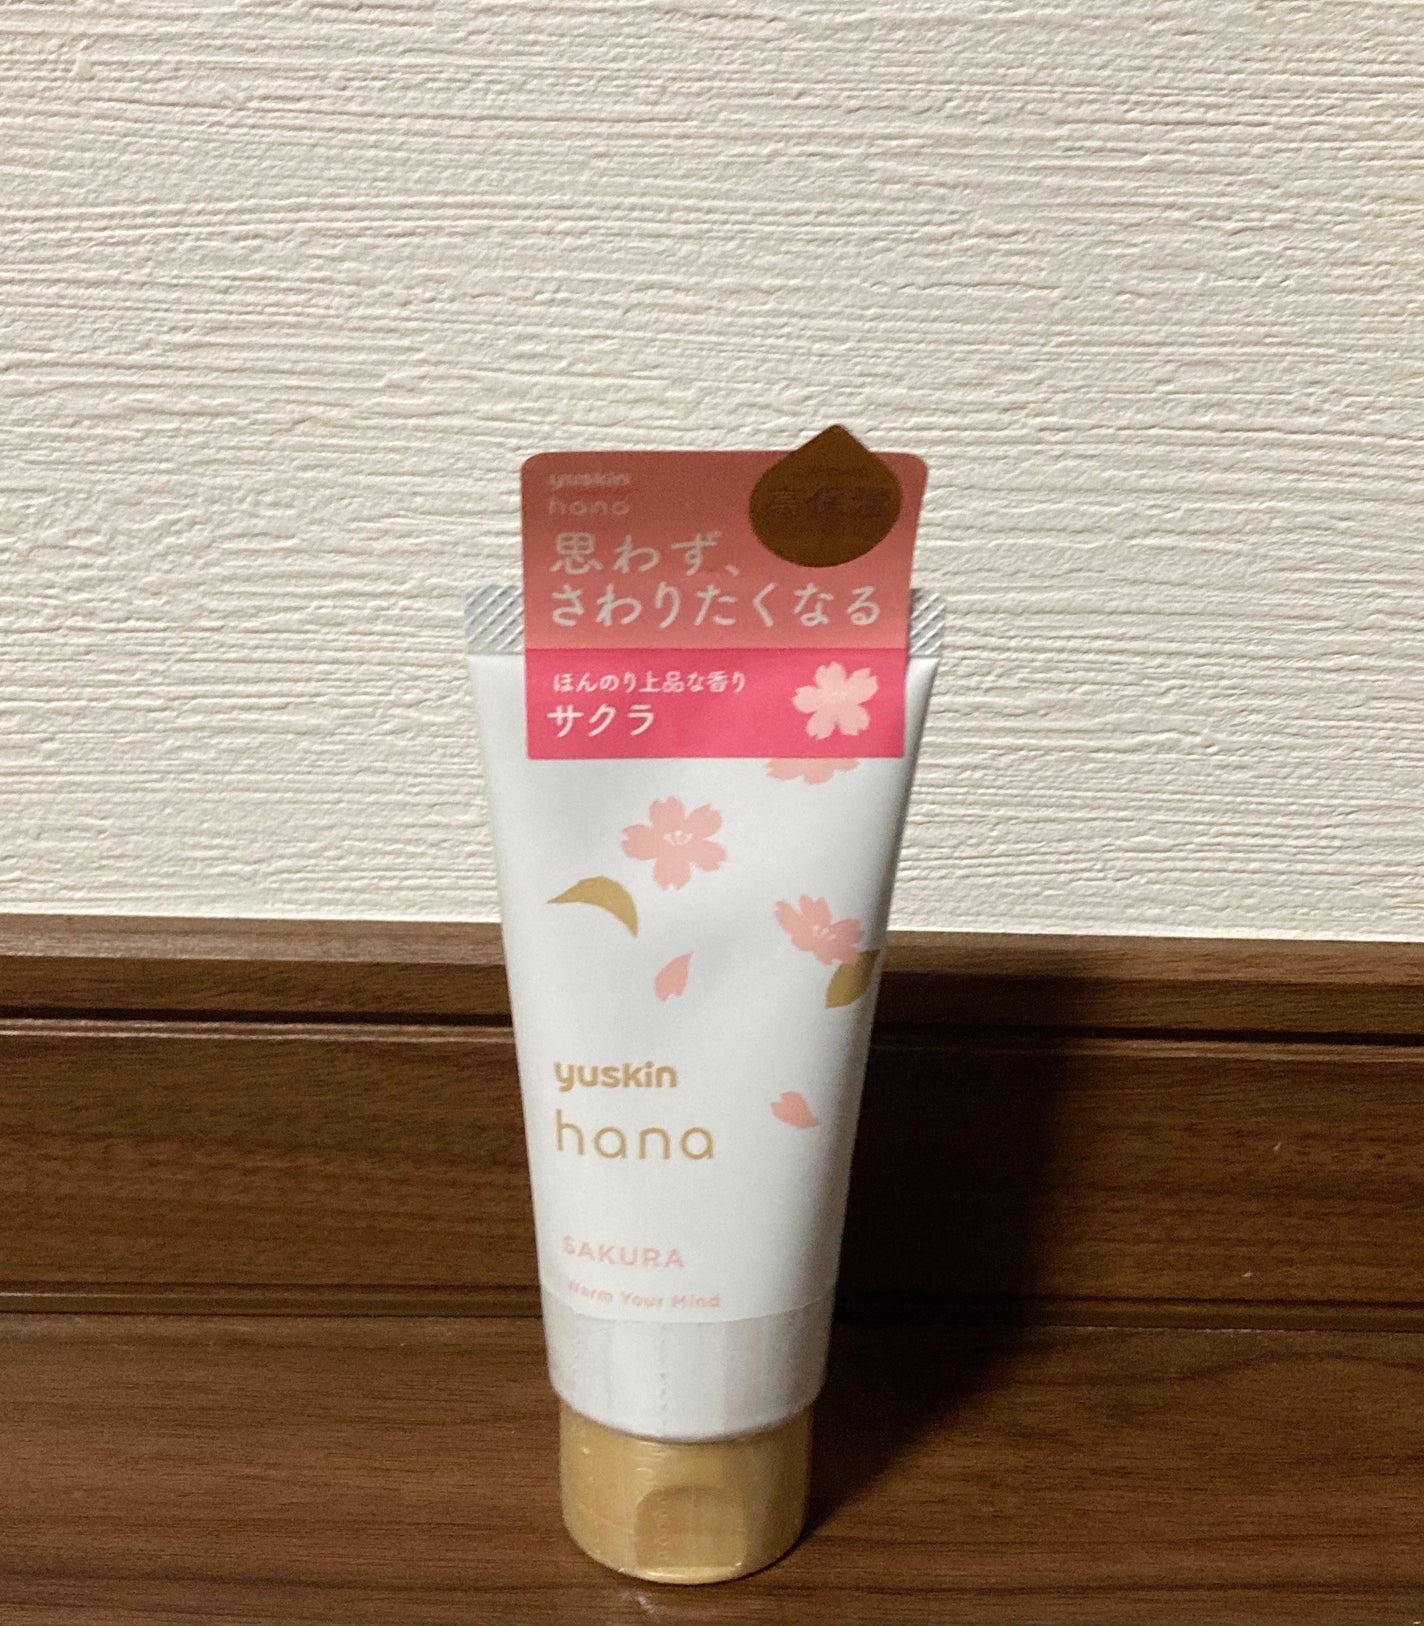 yuskin
hana
高保湿
思わず、
さわりたくなる
ほんのり上品な香り
サクラ
yuskin
hana
SAKURA
Warm Your Mind